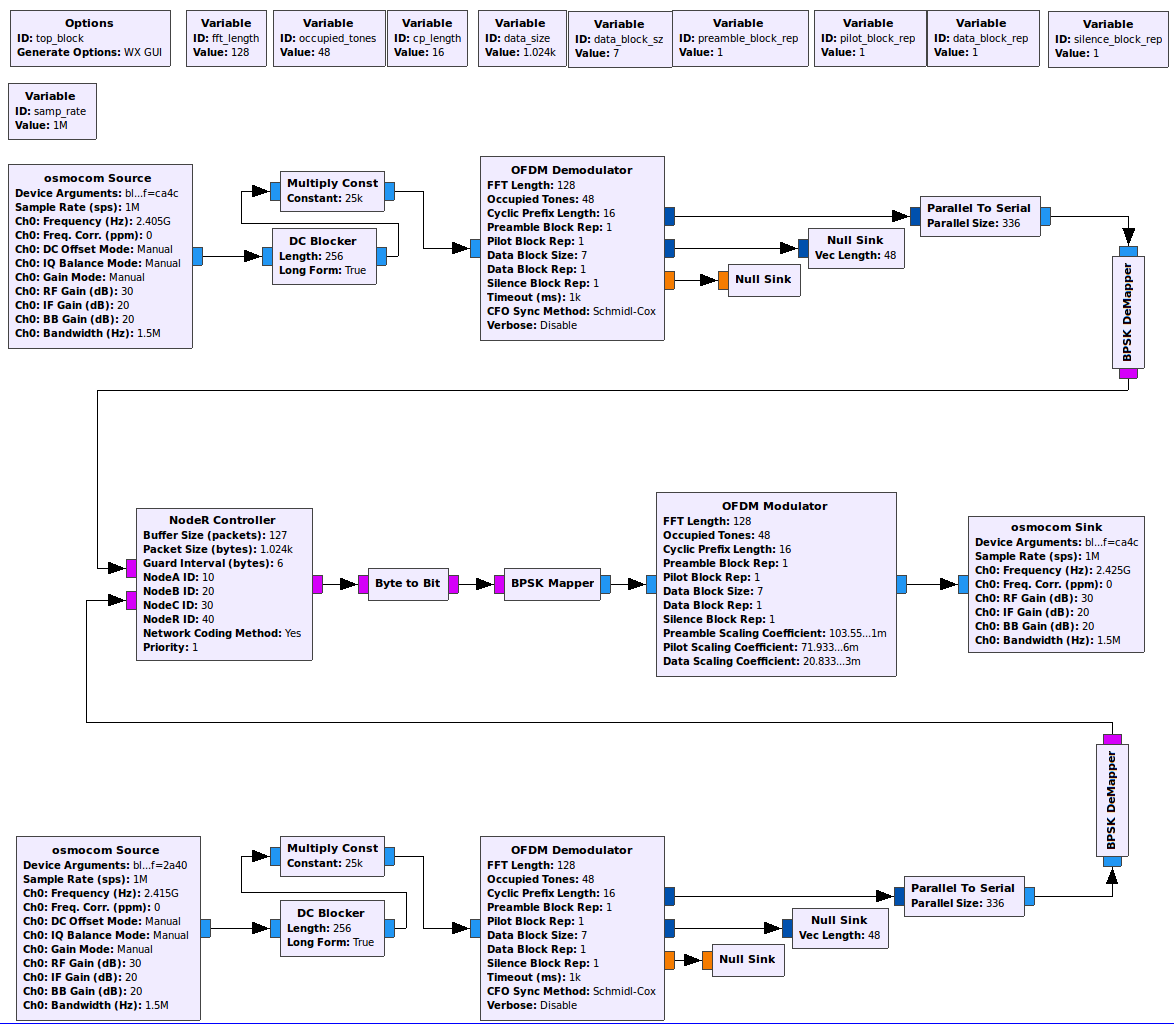 Options
ID: top_block
Generate Options: WX GUI
Variable
ID: fft_length
Value: 128
Variable
ID: occupied_tones
Value: 48
Variable
ID: cp_length
Value: 16
Variable
ID: data_size
Value: 1.024k
Variable
ID: data_block_sz
Value: 7
Variable
ID: preamble_block_rep
Value: 1
Variable
ID: pilot_block_rep
Value: 1
Variable
ID: data_block_rep
Value: 1
Variable
ID: silence_block_rep
Value: 1
Variable
ID: samp_rate
Value: 1M
osmocom Source
Device Arguments: bl...f=ca4c
Sample Rate (sps): 1M
Ch0: Frequency (Hz): 2.405G
Ch0: Freq. Corr. (ppm): 0
Ch0: DC Offset Mode: Manual
Ch0: IQ Balance Mode: Manual
Ch0: Gain Mode: Manual
Ch0: RF Gain (dB): 30
Ch0: IF Gain (dB): 20
Ch0: BB Gain (dB): 20
Ch0: Bandwidth (Hz): 1.5M
Multiply Const
Constant: 25k
DC Blocker
Length: 256
Long Form: True
OFDM Demodulator
FFT Length: 128
Occupied Tones: 48
Cyclic Prefix Length: 16
Preamble Block Rep: 1
Pilot Block Rep: 1
Data Block Size: 7
Data Block Rep: 1
Silence Block Rep: 1
Timeout (ms): 1k
CFO Sync Method: Schmidl-Cox
Verbose: Disable
Parallel To Serial
Parallel Size: 336
Null Sink
Vec Length: 48
Null Sink
BPSK DeMapper
NodeR Controller
Buffer Size (packets): 127
Packet Size (bytes): 1.024k
Guard Interval (bytes): 6
NodeA ID: 10
NodeB ID: 20
NodeC ID: 30
NodeR ID: 40
Network Coding Method: Yes
Priority: 1
Byte to Bit
BPSK Mapper
OFDM Modulator
FFT Length: 128
Occupied Tones: 48
Cyclic Prefix Length: 16
Preamble Block Rep: 1
Pilot Block Rep: 1
Data Block Size: 7
Data Block Rep: 1
Silence Block Rep: 1
Preamble Scaling Coefficient: 103.55...1m
Pilot Scaling Coefficient: 71.933...6m
Data Scaling Coefficient: 20.833...3m
osmocom Sink
Device Arguments: bl...f=ca4c
Sample Rate (sps): 1M
Ch0: Frequency (Hz): 2.425G
Ch0: Freq. Corr. (ppm): 0
Ch0: RF Gain (dB): 30
Ch0: IF Gain (dB): 20
Ch0: BB Gain (dB): 20
Ch0: Bandwidth (Hz): 1.5M
BPSK DeMapper
osmocom Source
Device Arguments: bl...f=2a40
Sample Rate (sps): 1M
Ch0: Frequency (Hz): 2.415G
Ch0: Freq. Corr. (ppm): 0
Ch0: DC Offset Mode: Manual
Ch0: IQ Balance Mode: Manual
Ch0: Gain Mode: Manual
Ch0: RF Gain (dB): 30
Ch0: IF Gain (dB): 20
Ch0: BB Gain (dB): 20
Ch0: Bandwidth (Hz): 1.5M
Multiply Const
Constant: 25k
DC Blocker
Length: 256
Long Form: True
OFDM Demodulator
FFT Length: 128
Occupied Tones: 48
Cyclic Prefix Length: 16
Preamble Block Rep: 1
Pilot Block Rep: 1
Data Block Size: 7
Data Block Rep: 1
Silence Block Rep: 1
Timeout (ms): 1k
CFO Sync Method: Schmidl-Cox
Verbose: Disable
Parallel To Serial
Parallel Size: 336
Null Sink
Vec Length: 48
Null Sink